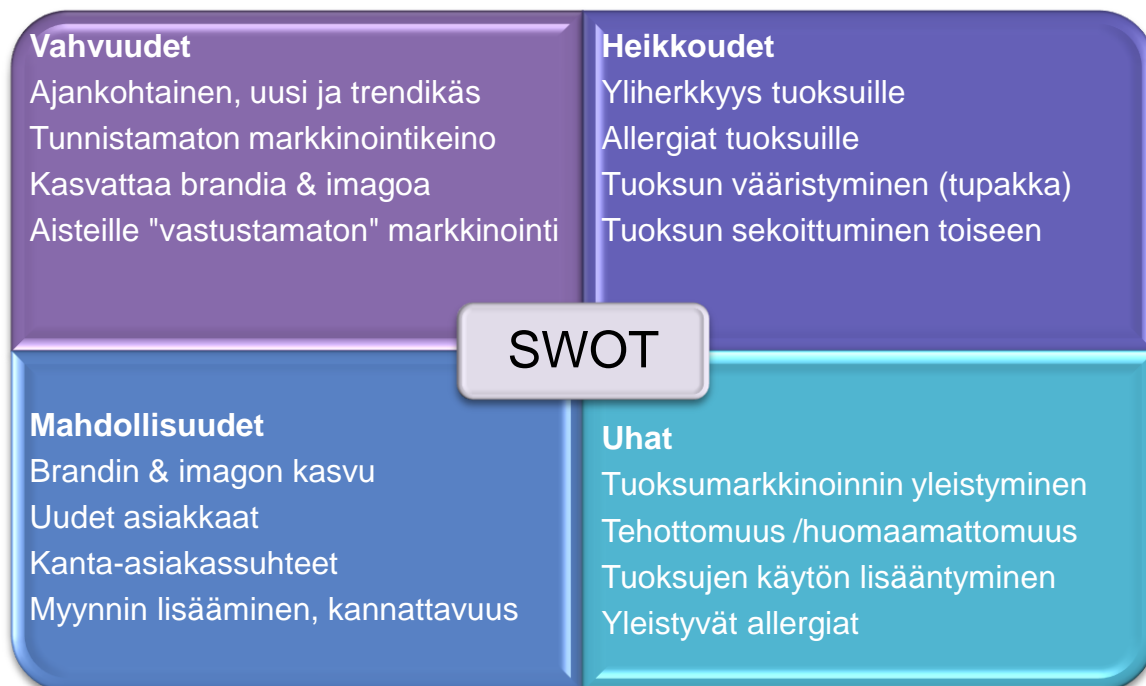 Vahvuudet
Ajankohtainen, uusi ja trendikäs
Tunnistamaton markkinointikeino
Kasvattaa brandia & imagoa
Aisteille "vastustamaton" markkinointi
Heikkoudet
Yliherkkyys tuoksuille
Allergiat tuoksuille
Tuoksun vääristyminen (tupakka)
Tuoksun sekoittuminen toiseen
SWOT
Mahdollisuudet
Brandin & imagon kasvu
Uudet asiakkaat
Kanta-asiakassuhteet
Myynnin lisääminen, kannattavuus
Uhat
Tuoksumarkkinoinnin yleistyminen
Tehottomuus /huomaamattomuus
Tuoksujen käytön lisääntyminen
Yleistyvät allergiat